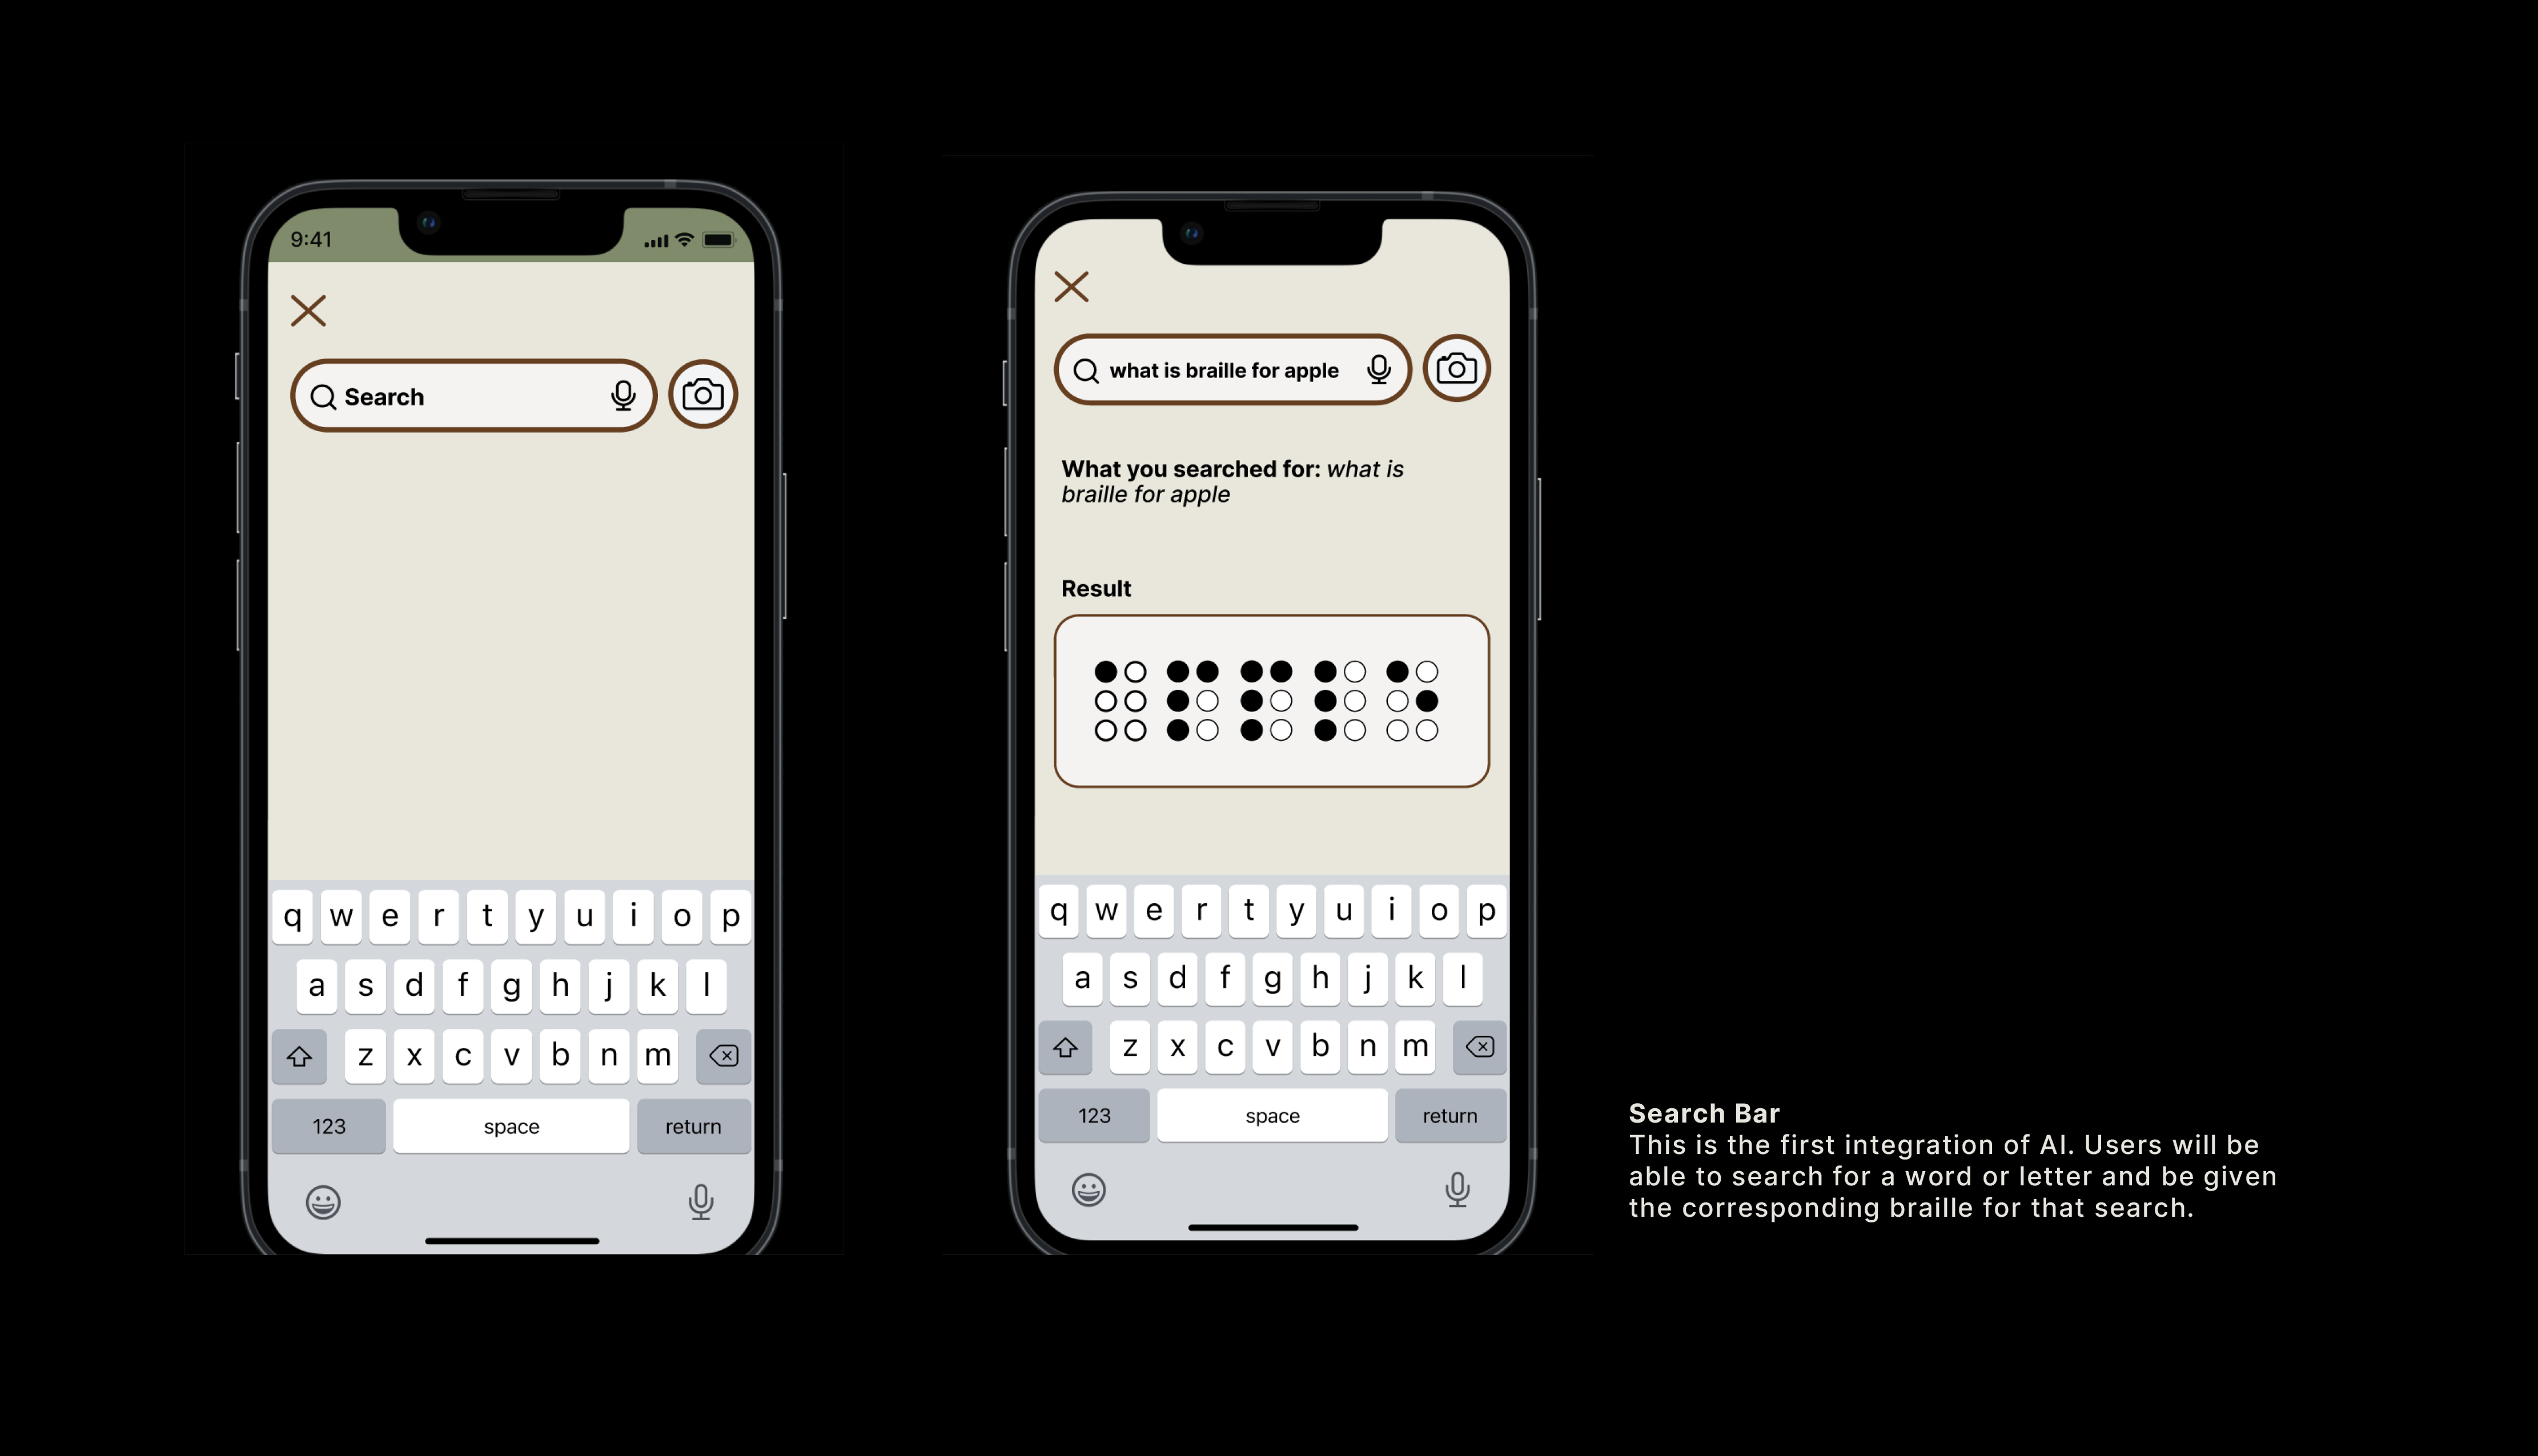 9:41
Search
q w e r t y u i o p
a s d f g h j k l
z x c v b n m
123 space return
what is braille for apple
What you searched for: what is
braille for apple
Result
⠁⠏⠏⠇⠑
q w e r t y u i o p
a s d f g h j k l
z x c v b n m
123 space return
Search Bar
This is the first integration of AI. Users will be
able to search for a word or letter and be given
the corresponding braille for that search.